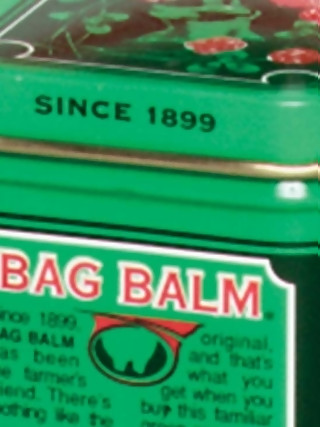 SINCE 1899
BAG BALM®
ince 1899,
AG BALM
as been
e farmer's
iend. There's
othing like the
original,
and that's
what you
get when you
buy this familiar
green